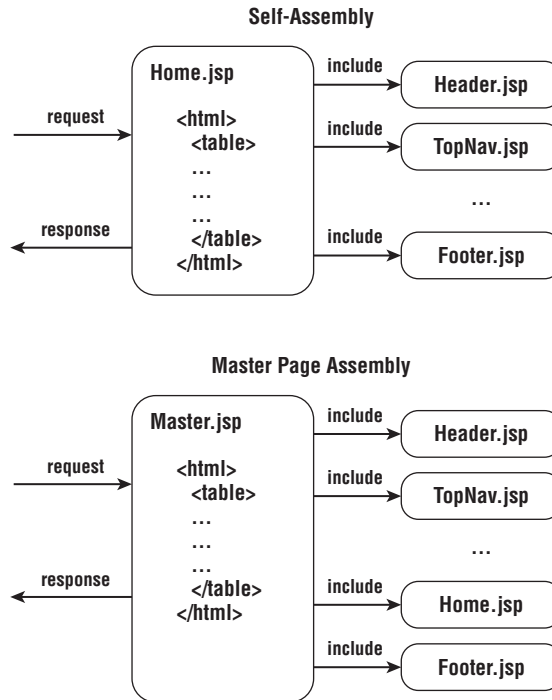 Self-Assembly
Home.jsp
include
Header.jsp
request
<html>
<table>
include
TopNav.jsp
...
...
...
...
response
</table>
</html>
include
Footer.jsp
Master Page Assembly
Master.jsp
include
Header.jsp
request
<html>
<table>
include
TopNav.jsp
...
...
...
...
response
</table>
</html>
include
Home.jsp
include
Footer.jsp